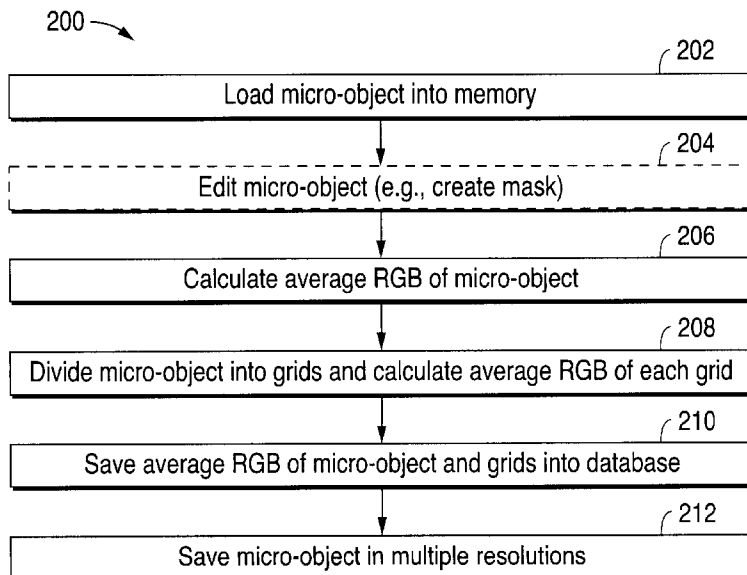 200
202
Load micro-object into memory
204
Edit micro-object (e.g., create mask)
206
Calculate average RGB of micro-object
208
Divide micro-object into grids and calculate average RGB of each grid
210
Save average RGB of micro-object and grids into database
212
Save micro-object in multiple resolutions